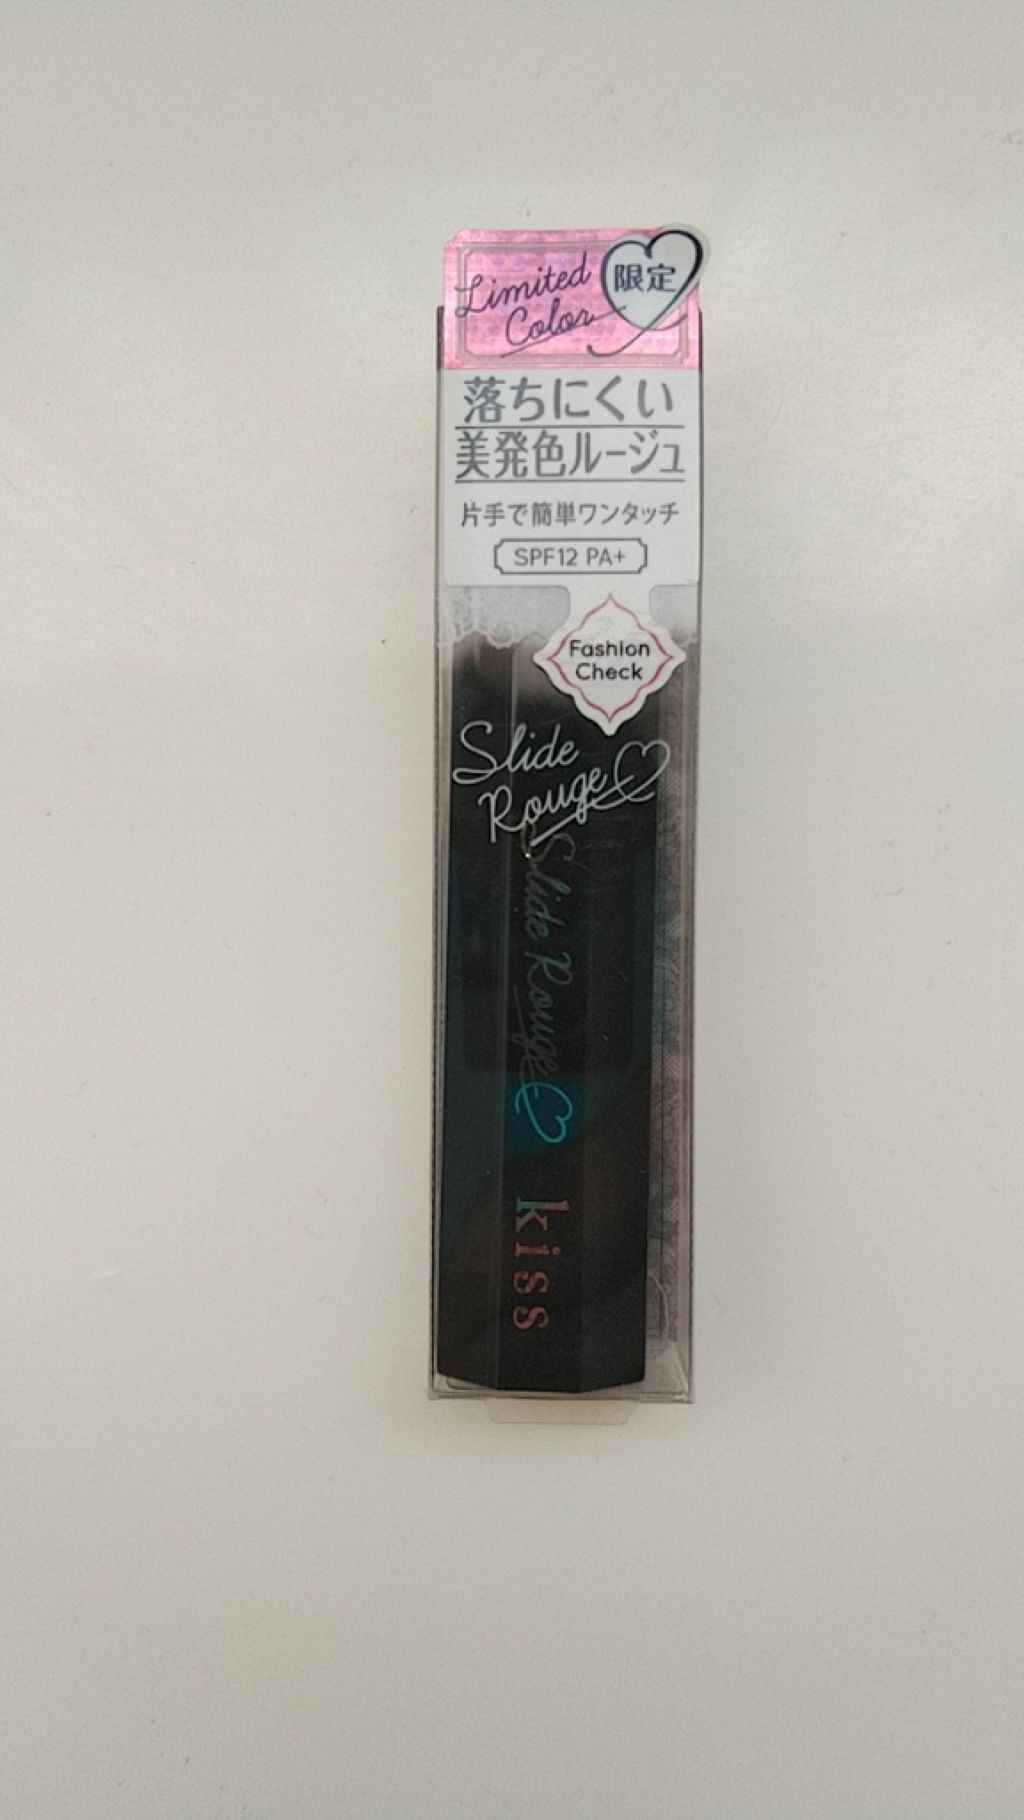 Limited
Color
限定
落ちにくい
美発色ルージュ
片手で簡単ワンタッチ
SPF12 PA+
Fashion
Check
Slide
Rouge
Slide Rouge
kiss